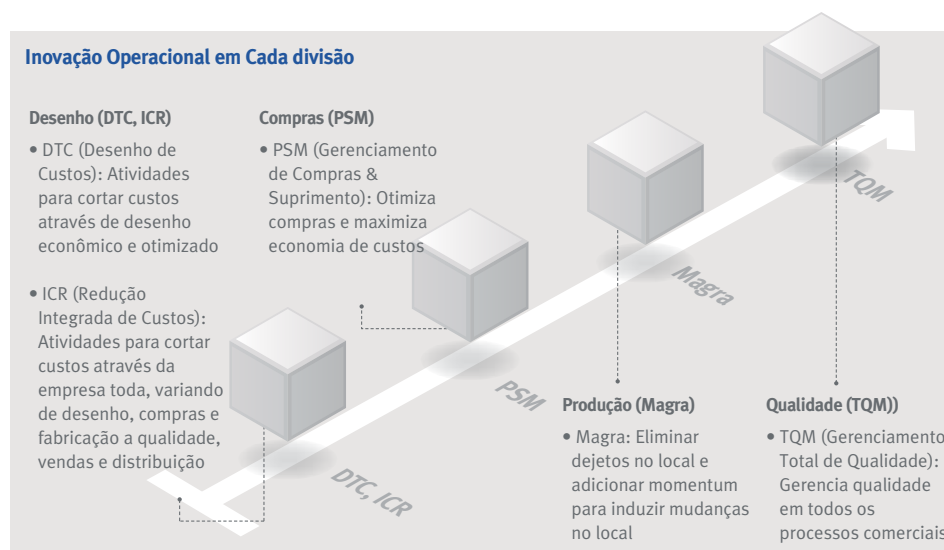 Inovação Operacional em Cada divisão
Desenho (DTC, ICR)
• DTC (Desenho de
Custos): Atividades
para cortar custos
através de desenho
econômico e otimizado
• ICR (Redução
Integrada de Custos):
Atividades para cortar
custos através da
empresa toda, variando
de desenho, compras e
fabricação a qualidade,
vendas e distribuição
Compras (PSM)
• PSM (Gerenciamento
de Compras &
Suprimento): Otimiza
compras e maximiza
economia de custos
TQM
Magra
PSM
DTC, ICR
Produção (Magra)
• Magra: Eliminar
dejetos no local e
adicionar momentum
para induzir mudanças
no local
Qualidade (TQM))
• TQM (Gerenciamento
Total de Qualidade):
Gerencia qualidade
em todos os
processos comerciais